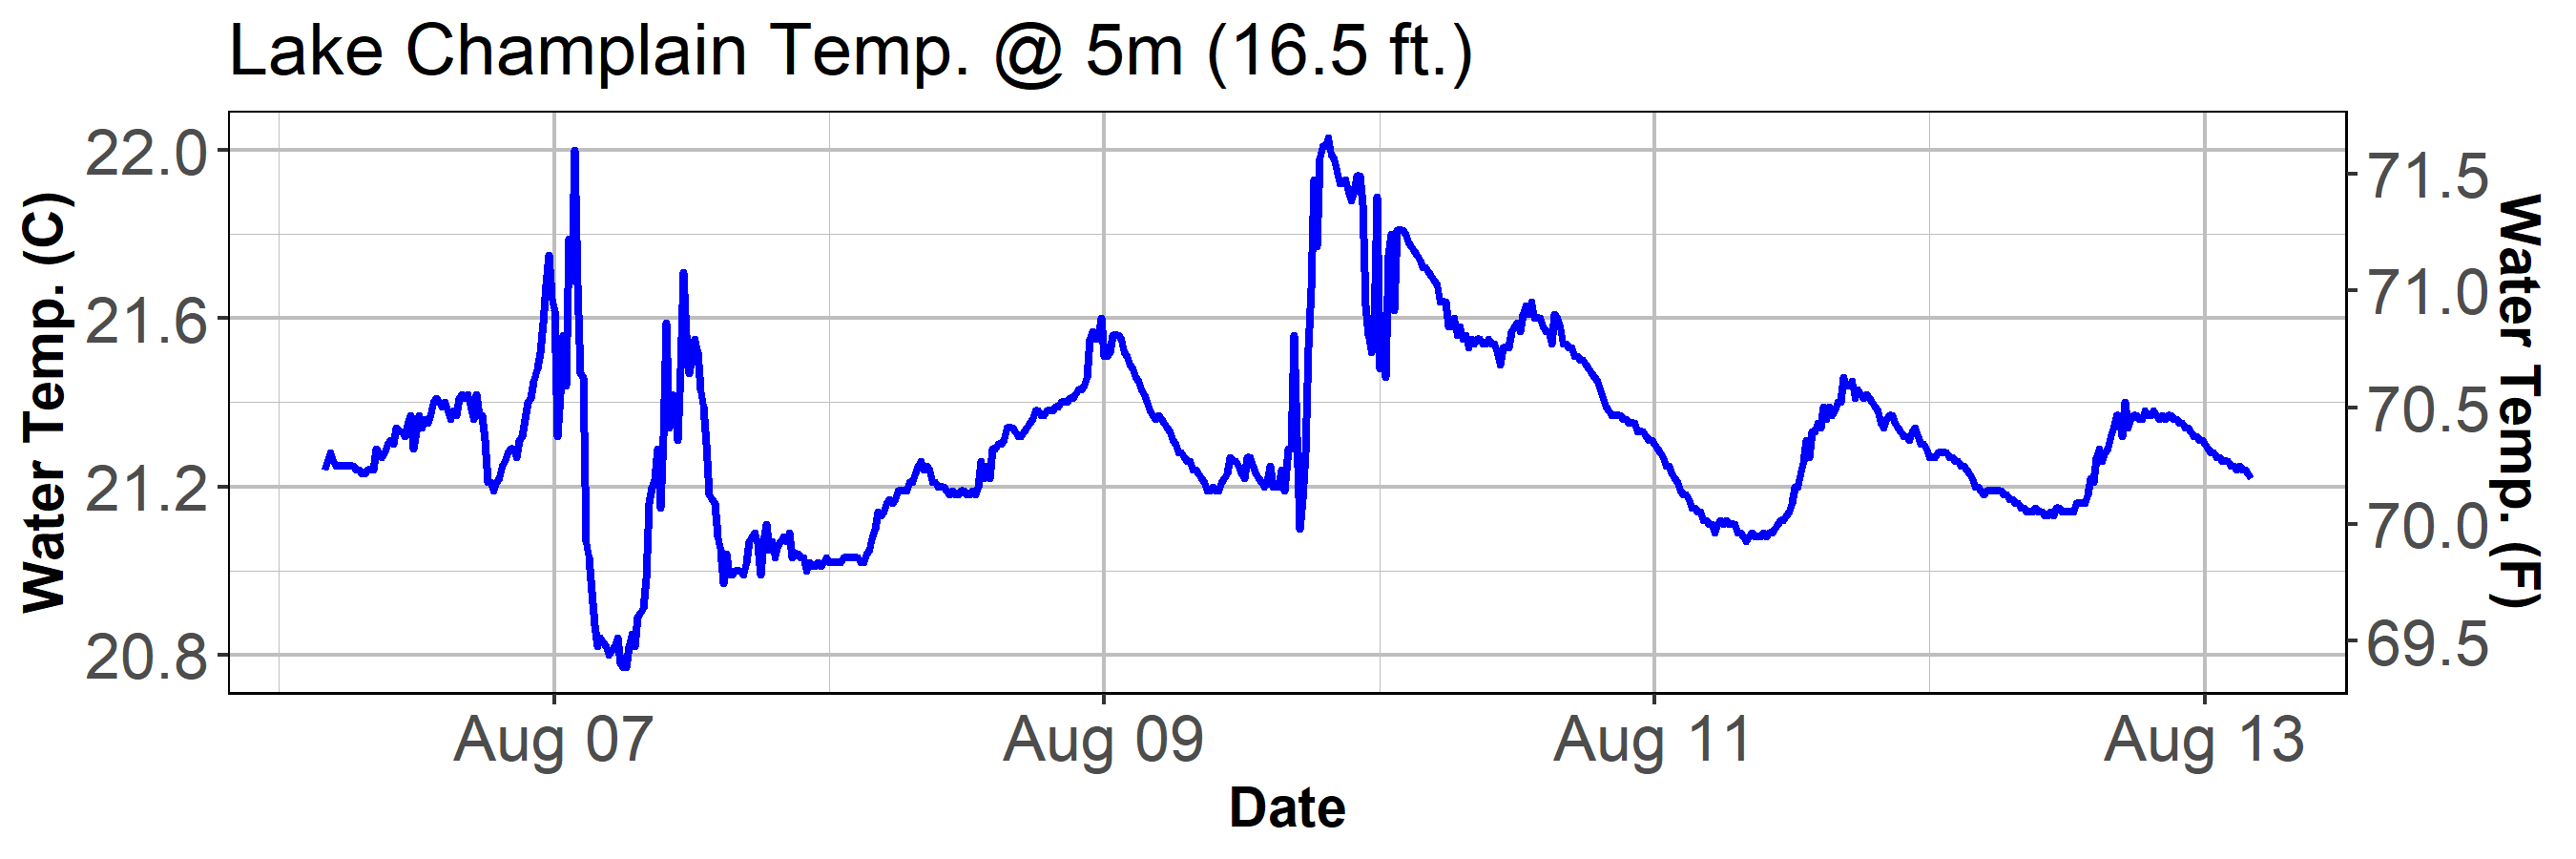 Lake Champlain Temp. @ 5m (16.5 ft.)
Water Temp. (C)
22.0
21.6
21.2
20.8
71.5
71.0
70.5
70.0
69.5
Water Temp. (F)
Aug 07 Aug 09 Aug 11 Aug 13
Date